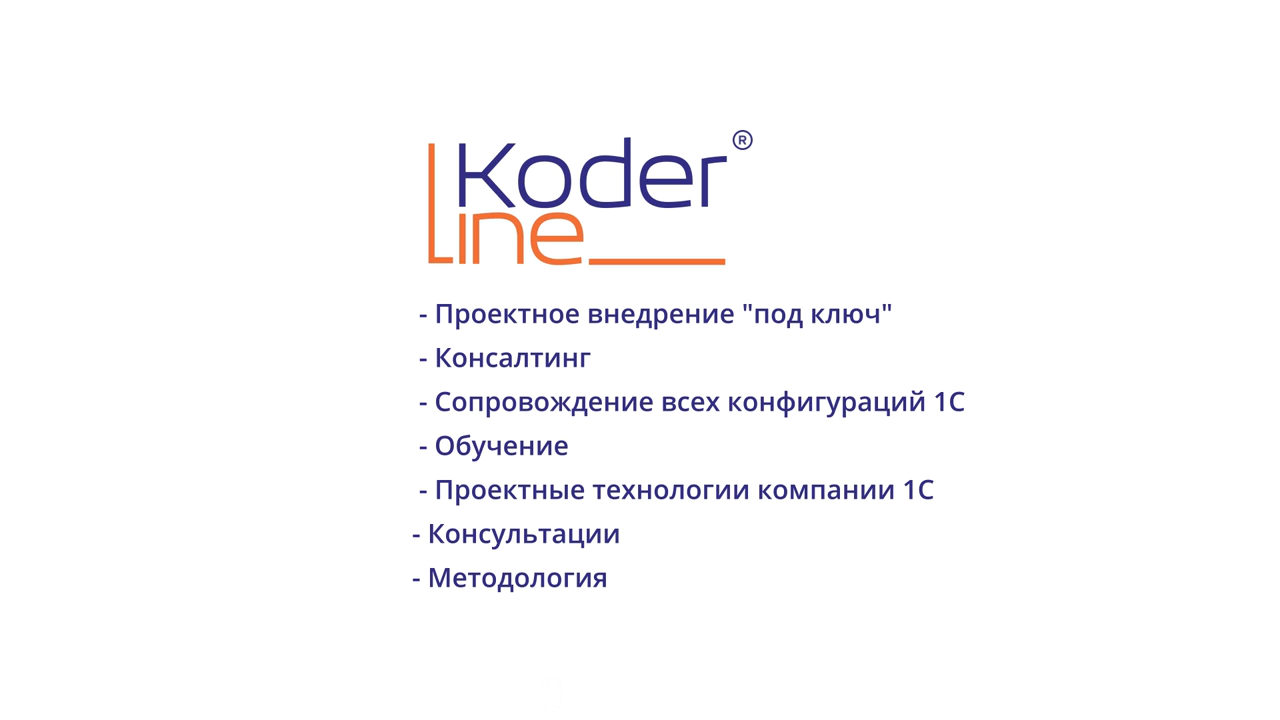 Koder®
Line
- Проектное внедрение "под ключ"
- Консалтинг
- Сопровождение всех конфигураций 1С
- Обучение
- Проектные технологии компании 1С
- Консультации
- Методология